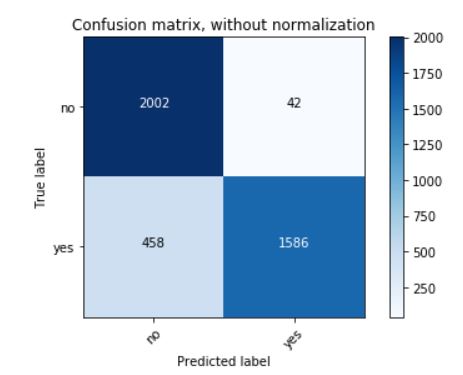 Confusion matrix, without normalization
2000
1750
1500
1250
1000
750
500
250
True label
no
yes
2002
42
458
1586
no
yes
Predicted label